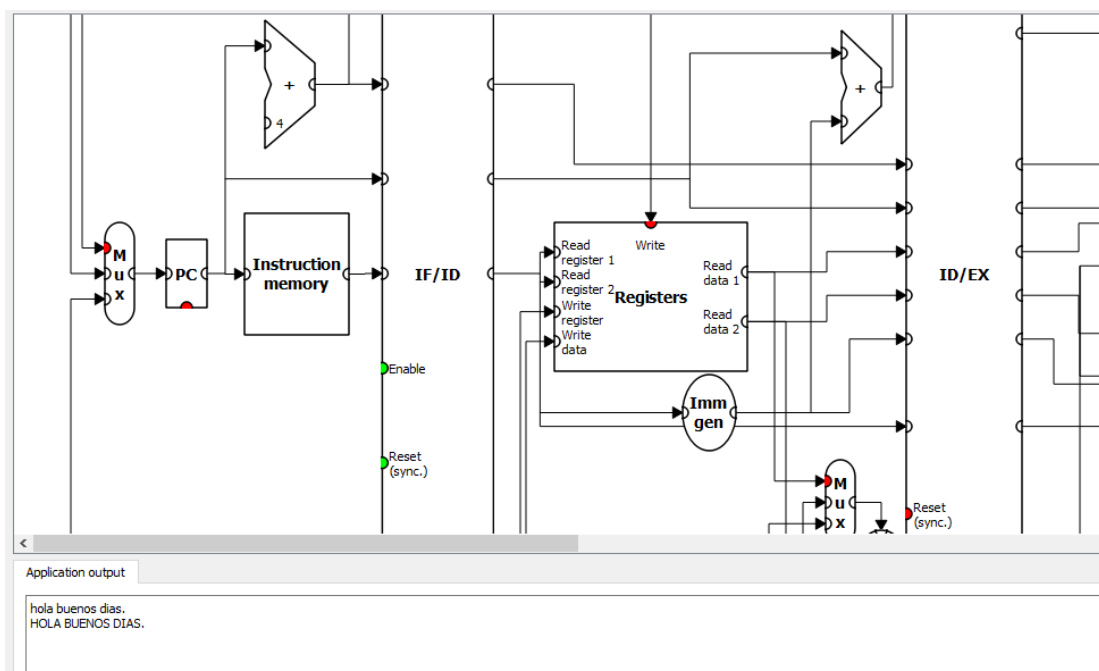 +
4
+
M
u
x
PC
Instruction
memory
IF/ID
Enable
Reset
(sync.)
Read
register 1
Read
register 2
Write
register
Write
data
Write
Registers
Read
data 1
Read
data 2
Imm
gen
M
u
x
ID/EX
Reset
(sync.)
<
Application output
hola buenos dias.
HOLA BUENOS DIAS.